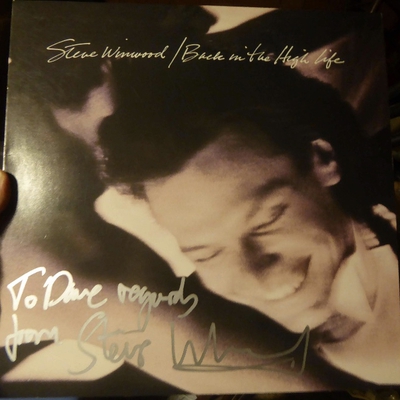 Steve Winwood / Back in the High Life
To Dave regards
from Steve Winwood